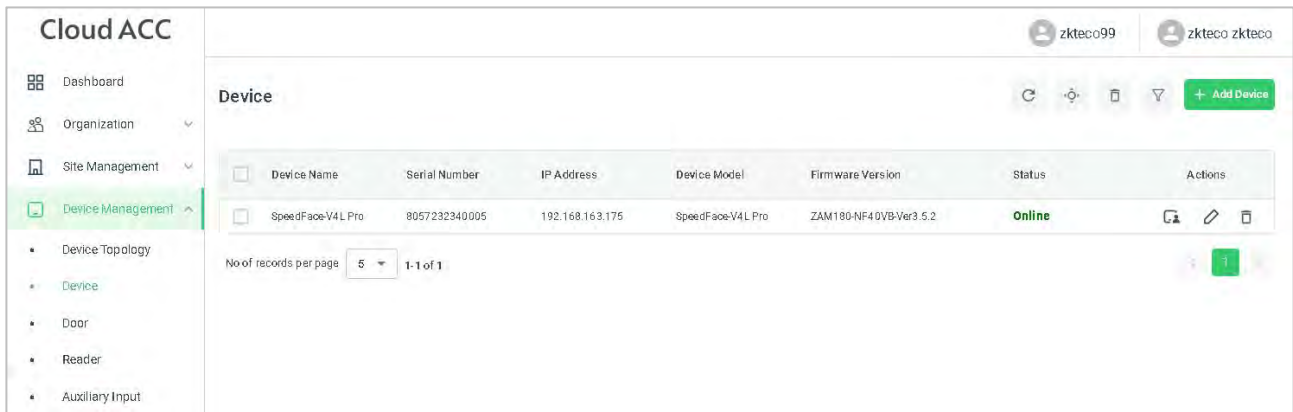 Cloud ACC
zkteco99
zkteco zkteco
Dashboard
Organization
Site Management
Device Management
Device Topology
Device
Door
Reader
Auxiliary Input
Device
+ Add Device
Device Name Serial Number IP Address Device Model Firmware Version Status Actions
SpeedFace-V4L Pro 8057232340005 192.168.163.175 SpeedFace-V4L Pro ZAM180-NF40VB-Ver3.5.2 Online
No of records per page 5 1-1 of 1 1